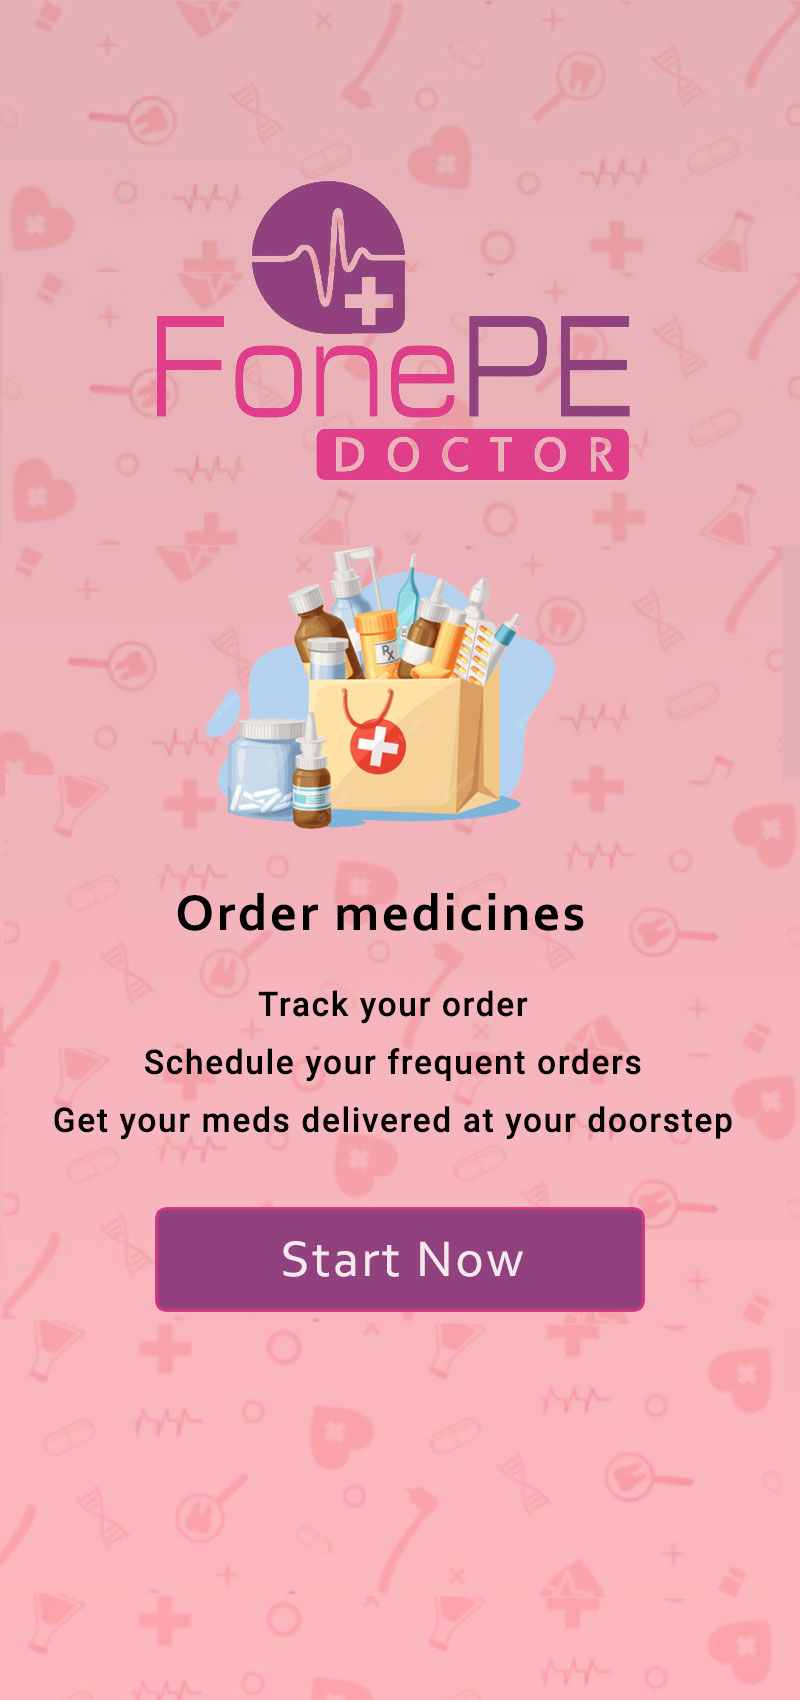 FonePE
DOCTOR
Rx
Order medicines
Track your order
Schedule your frequent orders
Get your meds delivered at your doorstep
Start Now